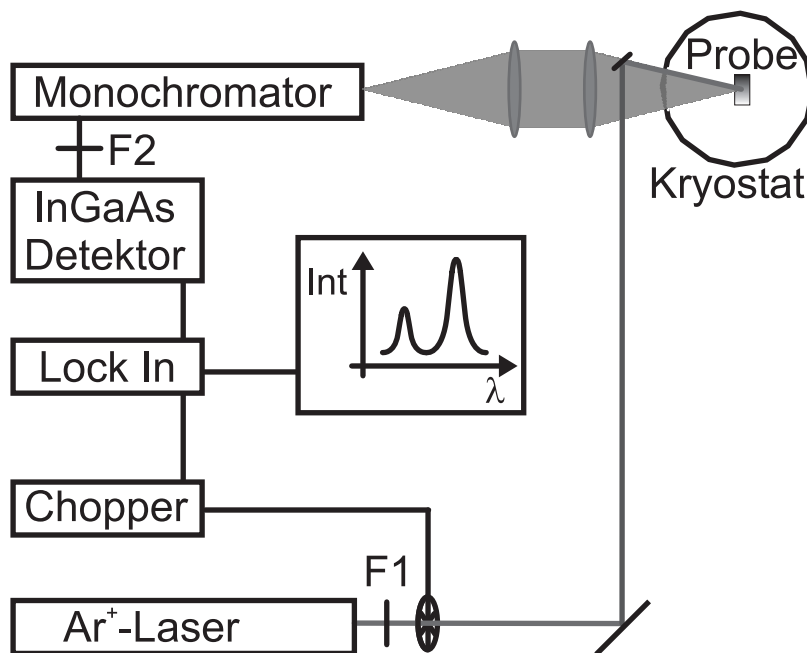 Probe
Monochromator
F2
Kryostat
InGaAs
Detektor
Int
λ
Lock In
Chopper
F1
Ar⁺-Laser